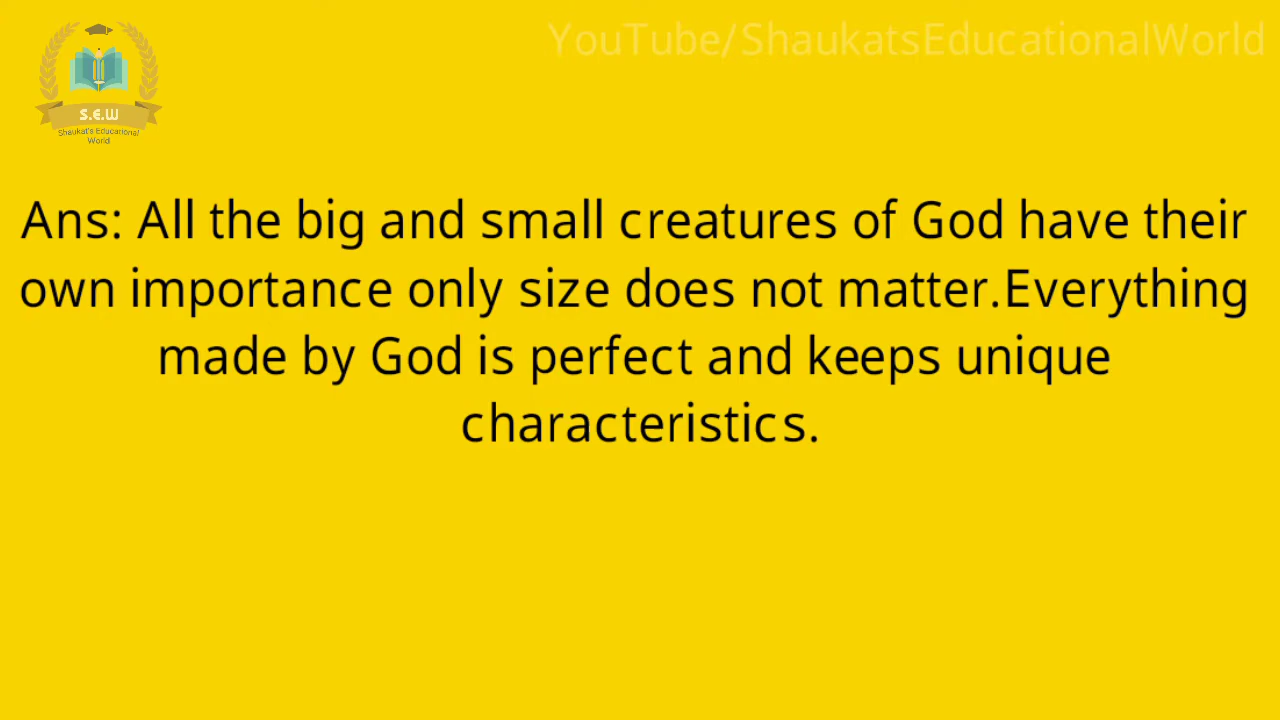 YouTube/ShaukatsEducationalWorld
S.E.W
Shaukat's Educational
World
Ans: All the big and small creatures of God have their
own importance only size does not matter.Everything
made by God is perfect and keeps unique
characteristics.